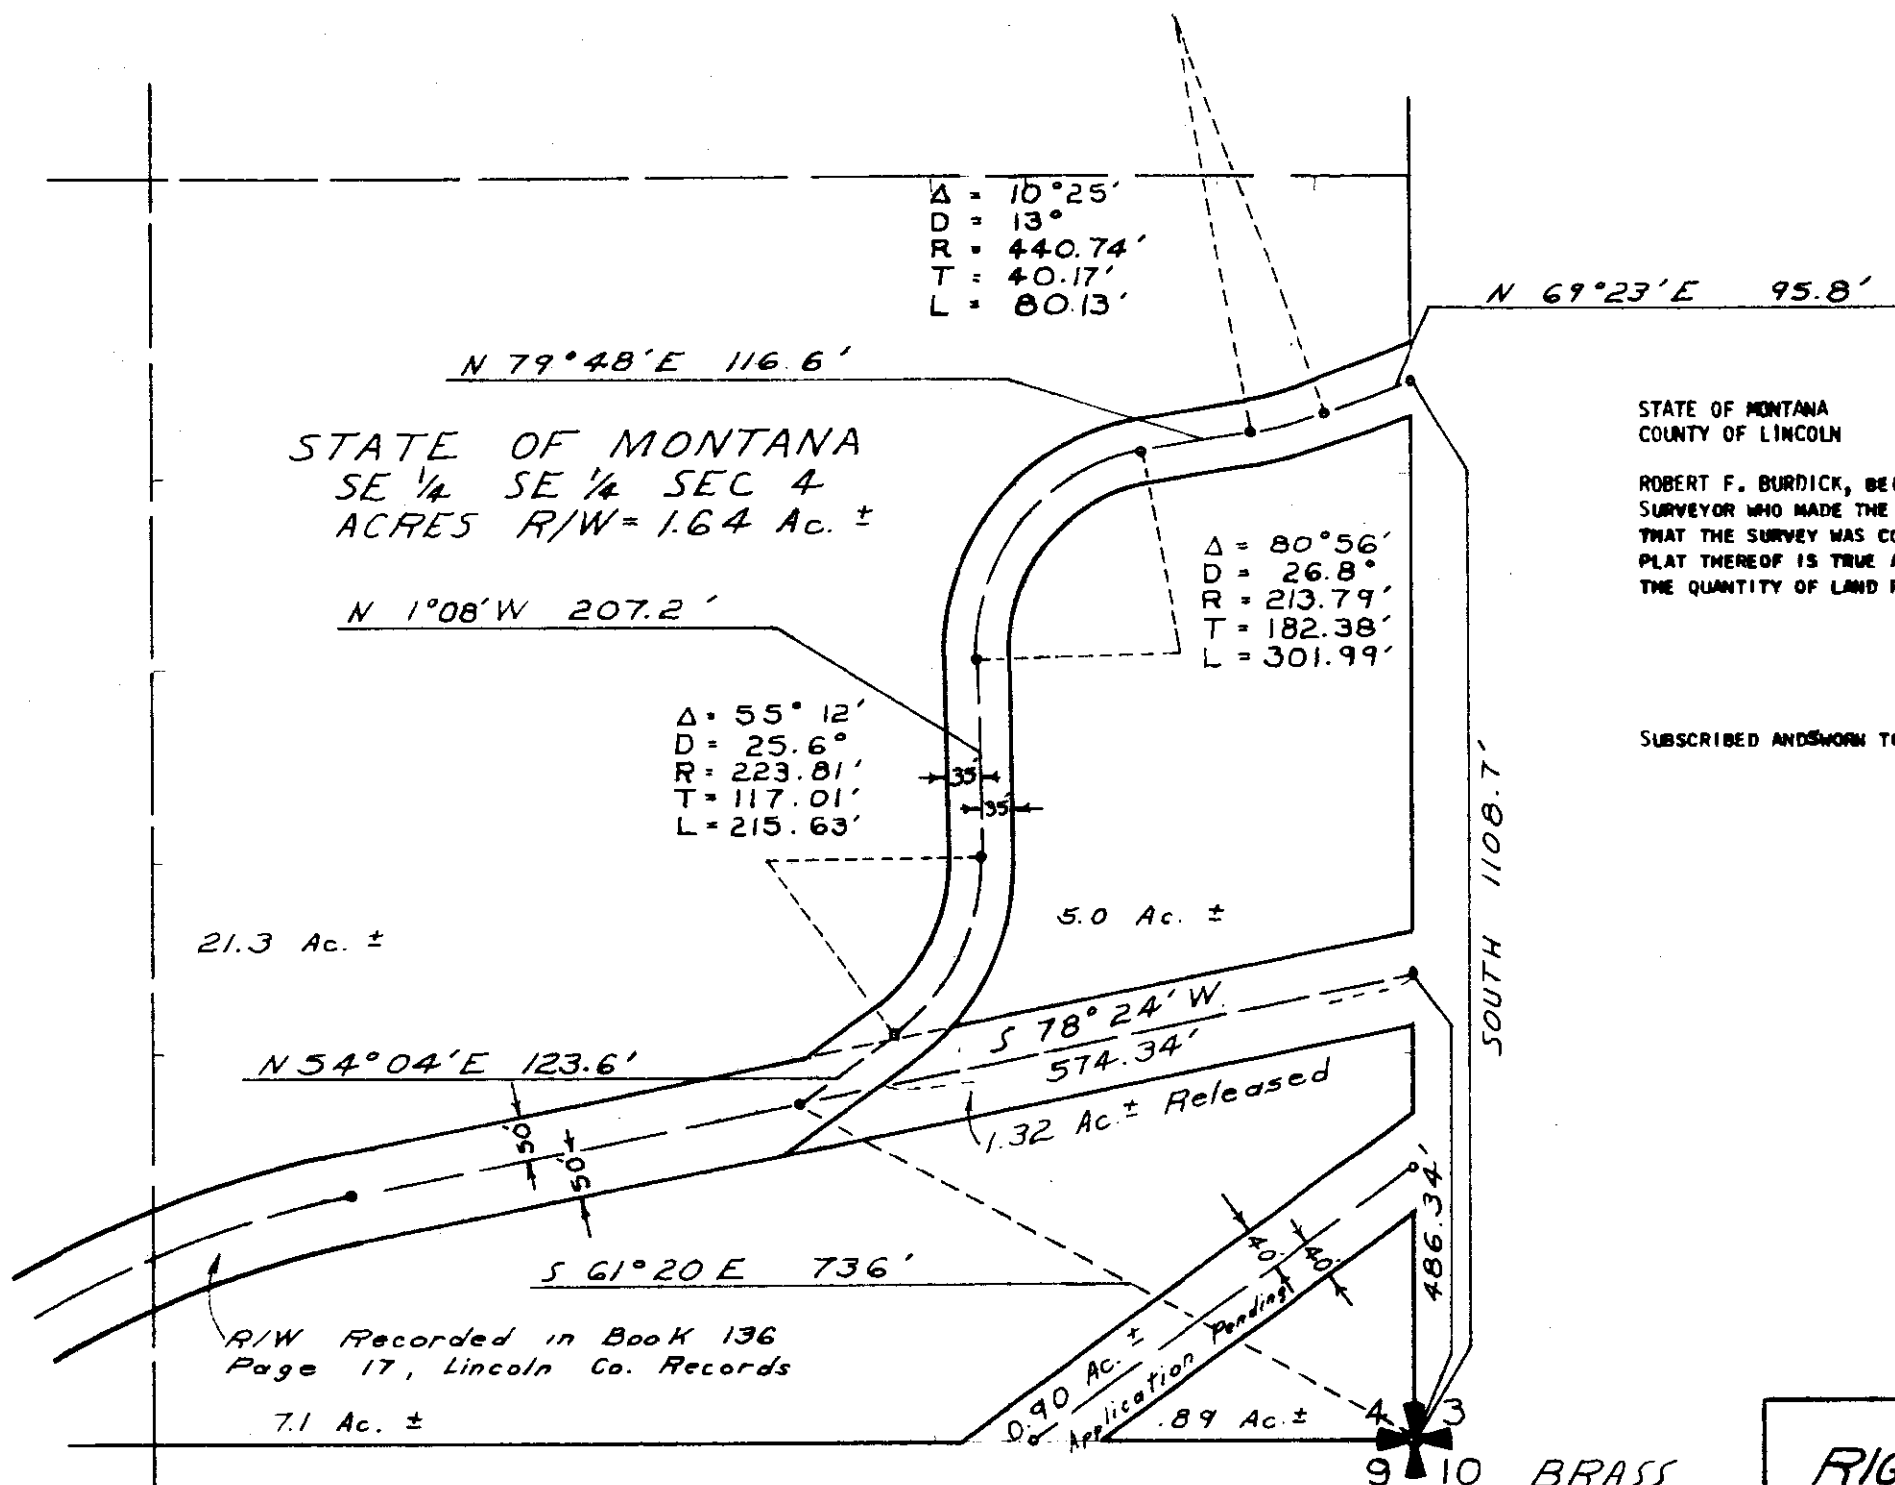 Δ = 10°25'
D = 13°
R = 440.74'
T = 40.17'
L = 80.13'
N 69°23'E 95.8'
N 79°48'E 116.6'
STATE OF MONTANA
SE 1/4 SE 1/4 SEC 4
ACRES R/W = 1.64 Ac. ±
STATE OF MONTANA
COUNTY OF LINCOLN
ROBERT F. BURDICK,
SURVEYOR WHO MADE THE
THAT THE SURVEY WAS
PLAT THEREOF IS TRUE
THE QUANTITY OF LAND
Δ = 80°56'
D = 26.8°
R = 213.79'
T = 182.38'
L = 301.99'
N 1°08'W 207.2'
Δ = 55° 12'
D = 25.6°
R = 223.81'
T = 117.01'
L = 215.63'
35'
35'
SUBSCRIBED AND SWORN
SOUTH 1108.7'
5.0 Ac. ±
21.3 Ac. ±
S 78° 24' W.
574.34'
N 54°04'E 123.6'
1.32 Ac. ± Released
50'
50'
486.34'
40'
40'
S 61°20 E 736'
R/W Recorded in Book 136
Page 17, Lincoln Co. Records
0.90 Ac. ±
Application Pending
7.1 Ac. ±
.89 Ac. ±
4 3
9 10
BRASS